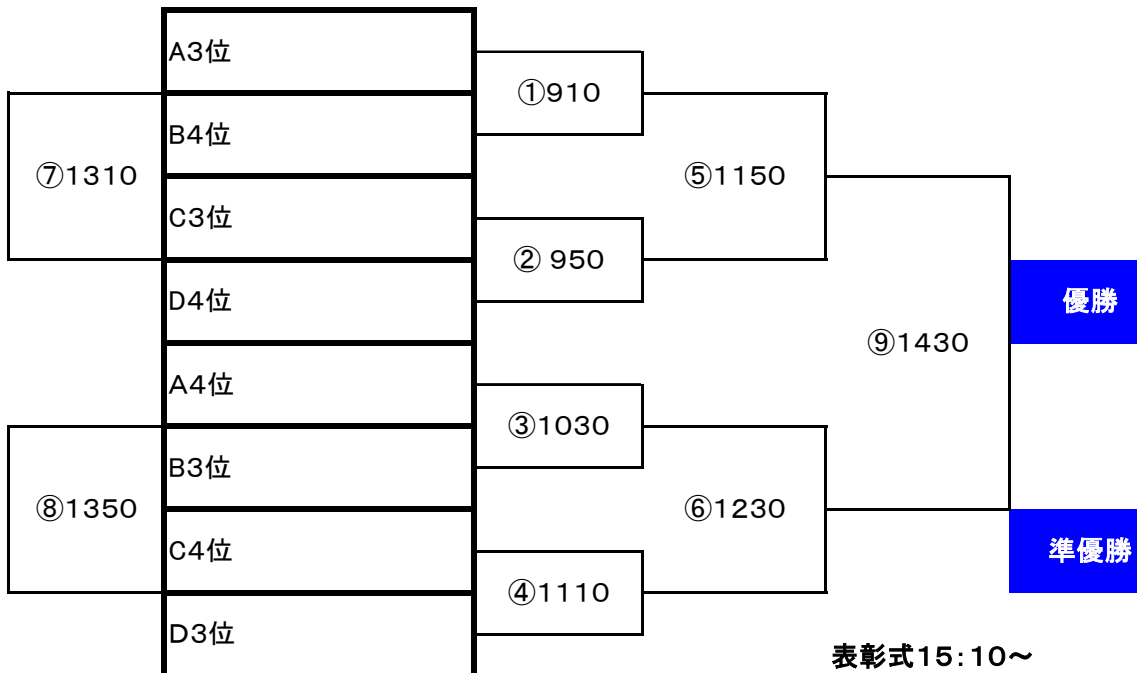 A3位
①910
B4位
⑦1310
⑤1150
C3位
② 950
D4位
優勝
⑨1430
A4位
③1030
B3位
⑧1350
⑥1230
C4位
準優勝
④1110
D3位
表彰式15:10～